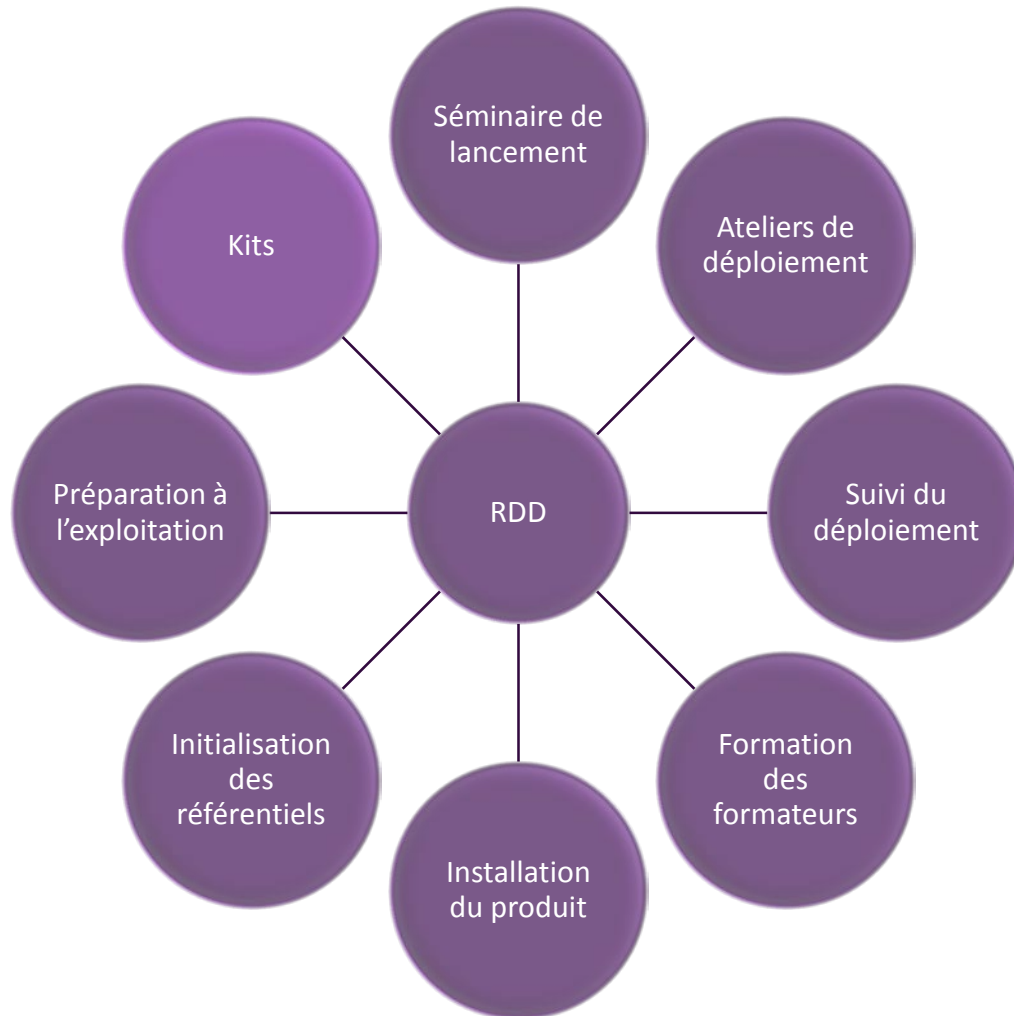 Séminaire de
lancement
Ateliers de
déploiement
Kits
Préparation à
l’exploitation
RDD
Suivi du
déploiement
Initialisation
des
référentiels
Formation
des
formateurs
Installation
du produit